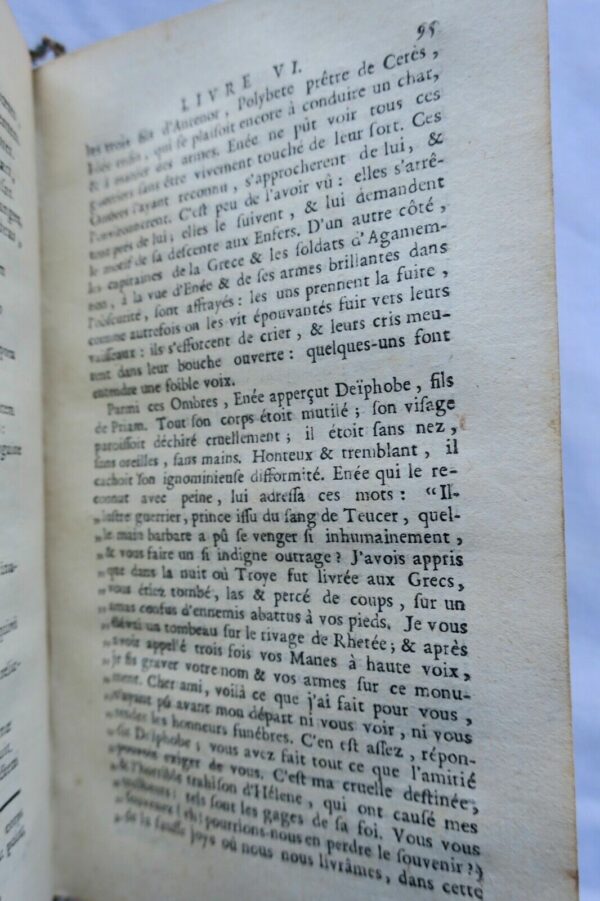 LIVRE VI. 95
les trois fils d'Antenor, Polybete prêtre de Cerès,
Idée enfin, qui se plaisoit encore à conduire un char,
& à manier des armes. Enée ne pût voir tous ces
guerriers sans être vivement touché de leur sort. Ces
Ombres l'ayant reconnu, s'approcherent de lui, &
l'environnerent. C'est peu de l'avoir vû : elles s'arrê-
tent près de lui, elles le suivent, & lui demandent
le motif de sa descente aux Enfers. D'un autre côté,
les capitaines de la Grece & les soldats d'Agamem-
non, à la vue d'Enée & de ses armes brillantes dans
l'obscurité, sont affrayés : les uns prennent la fuire,
comme autrefois on les vit épouvantés fuir vers leurs
vaisseaux : ils s'efforcent de crier, & leurs cris meu-
rent dans leur bouche ouverte : quelques-uns font
entendre une foible voix.
Parmi ces Ombres, Enée apperçut Deïphobe, fils
de Priam. Tout son corps étoit mutilé ; son visage
paroissoit déchiré cruellement ; il étoit sans nez,
sans oreilles, sans mains. Honteux & tremblant, il
cachoit son ignominieuse difformité. Enée qui le re-
connut avec peine, lui adressa ces mots : "Il-
„lustre guerrier, prince issu du sang de Teucer, quel-
„le main barbare a pû se venger si inhumainement,
„& vous faire un si indigne outrage ? J'avois appris
„que dans la nuit où Troye fut livrée aux Grecs,
„vous étiez tombé, las & percé de coups, sur un
„amas confus d'ennemis abattus à vos pieds. Je vous
„élevai un tombeau sur le rivage de Rhetée ; & après
„avoir appellé trois fois vos Manes à haute voix,
„je fis graver votre nom & vos armes sur ce monu-
„ment. Cher ami, voilà ce que j'ai fait pour vous,
„n'ayant pû avant mon départ ni vous voir, ni vous
„rendre les honneurs funébres. C'en est assez, répon-
„dit Deïphobe ; vous avez fait tout ce que l'amitié
„pouvoit exiger de vous. C'est ma cruelle destinée,
„& l'horrible trahison d'Hélene, qui ont causé mes
„malheurs : tels sont les gages de sa foi. Vous vous
„souvenez (eh ! pourrions-nous en perdre le souvenir ?)
„de la fausse joye où nous nous livrâmes, dans cette